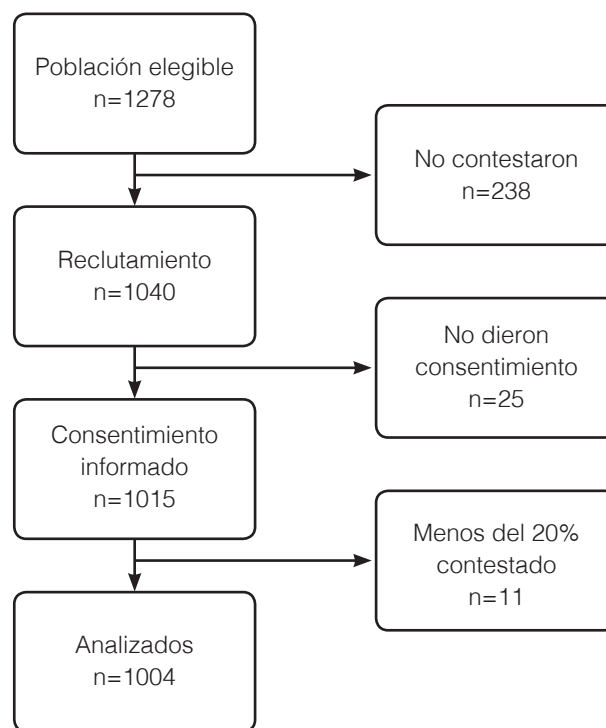 Población elegible
n=1278
No contestaron
n=238
Reclutamiento
n=1040
No dieron
consentimiento
n=25
Consentimiento
informado
n=1015
Menos del 20%
contestado
n=11
Analizados
n=1004